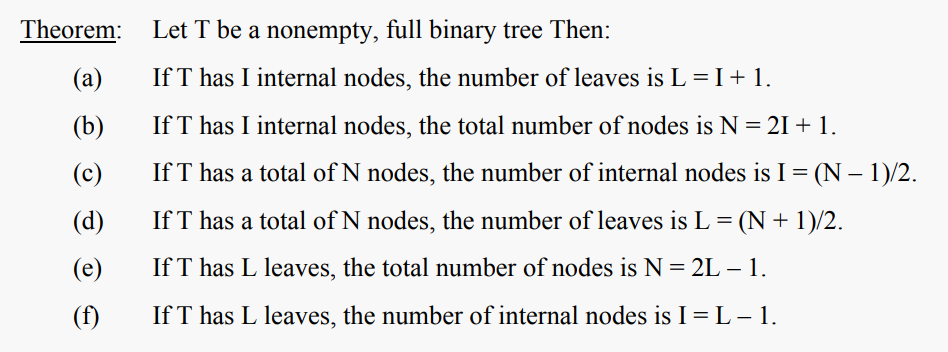 Theorem: Let T be a nonempty, full binary tree Then:
(a) If T has I internal nodes, the number of leaves is L = I + 1.
(b) If T has I internal nodes, the total number of nodes is N = 2I + 1.
(c) If T has a total of N nodes, the number of internal nodes is I = (N – 1)/2.
(d) If T has a total of N nodes, the number of leaves is L = (N + 1)/2.
(e) If T has L leaves, the total number of nodes is N = 2L – 1.
(f) If T has L leaves, the number of internal nodes is I = L – 1.